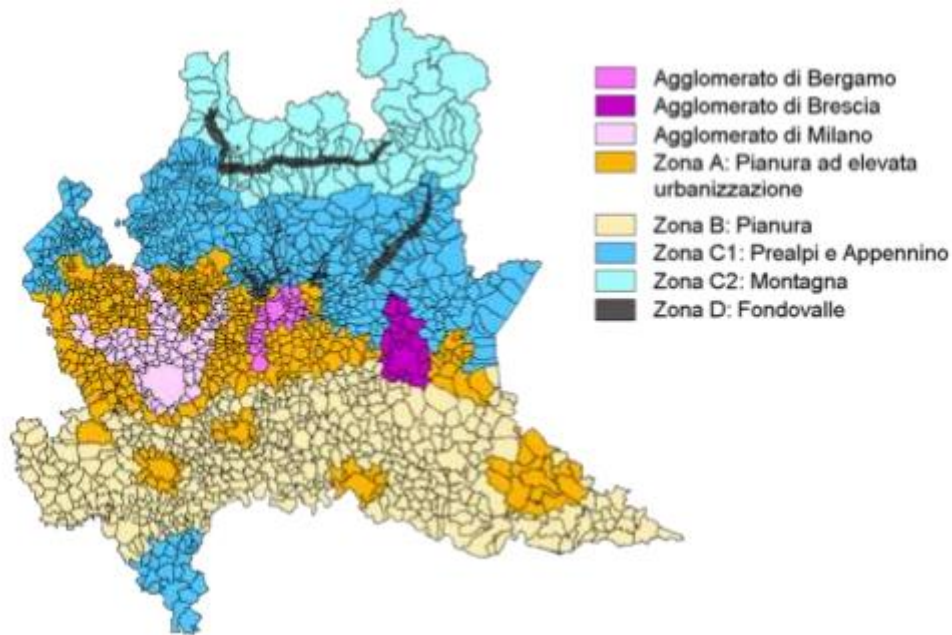 Agglomerato di Bergamo
Agglomerato di Brescia
Agglomerato di Milano
Zona A: Pianura ad elevata
urbanizzazione
Zona B: Pianura
Zona C1: Prealpi e Appennino
Zona C2: Montagna
Zona D: Fondovalle